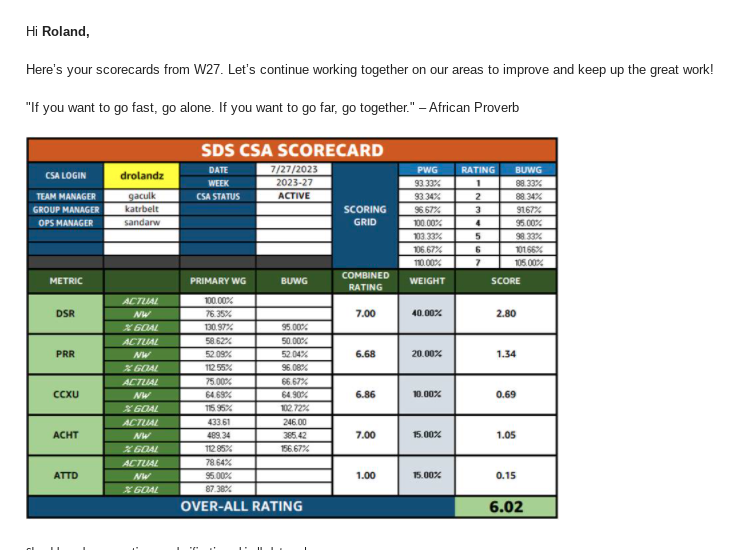 Hi Roland,
Here's your scorecards from W27. Let's continue working together on our areas to improve and keep up the great work!
"If you want to go fast, go alone. If you want to go far, go together." – African Proverb
SDS CSA SCORECARD
CSA LOGIN drolandz DATE 7/27/2023 SCORING GRID PWG RATING BUWG
WEEK 2023-27 93.33% 1 88.33%
TEAM MANAGER gaculk CSA STATUS ACTIVE 93.34% 2 88.34%
GROUP MANAGER katrbelt 96.67% 3 91.67%
OPS MANAGER sandarw 100.00% 4 95.00%
103.33% 5 98.33%
106.67% 6 101.66%
110.00% 7 105.00%
METRIC PRIMARY WG BUWG COMBINED RATING WEIGHT SCORE
DSR ACTUAL 100.00% 7.00 40.00% 2.80
NW 76.35%
% GOAL 130.97% 95.00%
PRR ACTUAL 58.62% 50.00% 6.68 20.00% 1.34
NW 52.09% 52.04%
% GOAL 112.55% 96.08%
CCXU ACTUAL 75.00% 66.67% 6.86 10.00% 0.69
NW 64.69% 64.90%
% GOAL 115.95% 102.72%
ACHT ACTUAL 433.61 246.00 7.00 15.00% 1.05
NW 489.34 385.42
% GOAL 112.85% 156.67%
ATTD ACTUAL 78.64% 1.00 15.00% 0.15
NW 95.00%
% GOAL 87.38%
OVER-ALL RATING 6.02